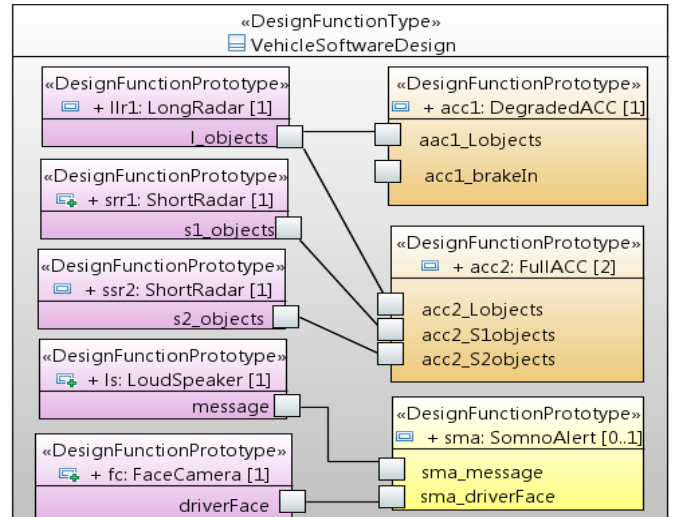 «DesignFunctionType»
VehicleSoftwareDesign
«DesignFunctionPrototype»
+ llr1: LongRadar [1]
l_objects
«DesignFunctionPrototype»
+ srr1: ShortRadar [1]
s1_objects
«DesignFunctionPrototype»
+ ssr2: ShortRadar [1]
s2_objects
«DesignFunctionPrototype»
+ ls: LoudSpeaker [1]
message
«DesignFunctionPrototype»
+ fc: FaceCamera [1]
driverFace
«DesignFunctionPrototype»
+ acc1: DegradedACC [1]
aac1_Lobjects
acc1_brakeIn
«DesignFunctionPrototype»
+ acc2: FullACC [2]
acc2_Lobjects
acc2_S1objects
acc2_S2objects
«DesignFunctionPrototype»
+ sma: SomnoAlert [0..1]
sma_message
sma_driverFace